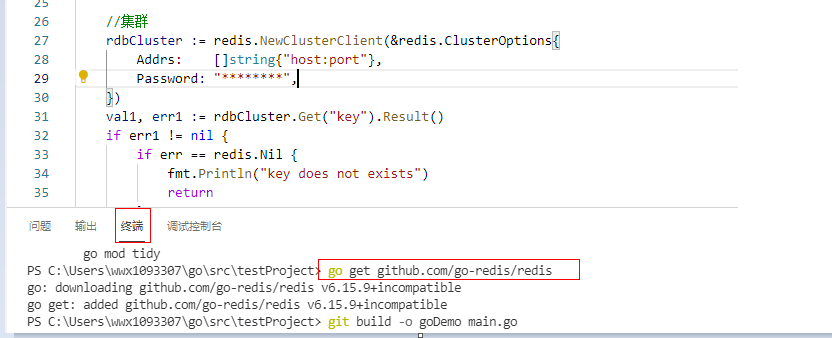 25
26 //集群
27 rdbCluster := redis.NewClusterClient(&redis.ClusterOptions{
28 Addrs: []string{"host:port"},
29 Password: "********",
30 })
31 val1, err1 := rdbCluster.Get("key").Result()
32 if err1 != nil {
33 if err == redis.Nil {
34 fmt.Println("key does not exists")
35 return
问题 输出 终端 调试控制台
go mod tidy
PS C:\Users\wwx1093307\go\src\testProject> go get github.com/go-redis/redis
go: downloading github.com/go-redis/redis v6.15.9+incompatible
go get: added github.com/go-redis/redis v6.15.9+incompatible
PS C:\Users\wwx1093307\go\src\testProject> git build -o goDemo main.go